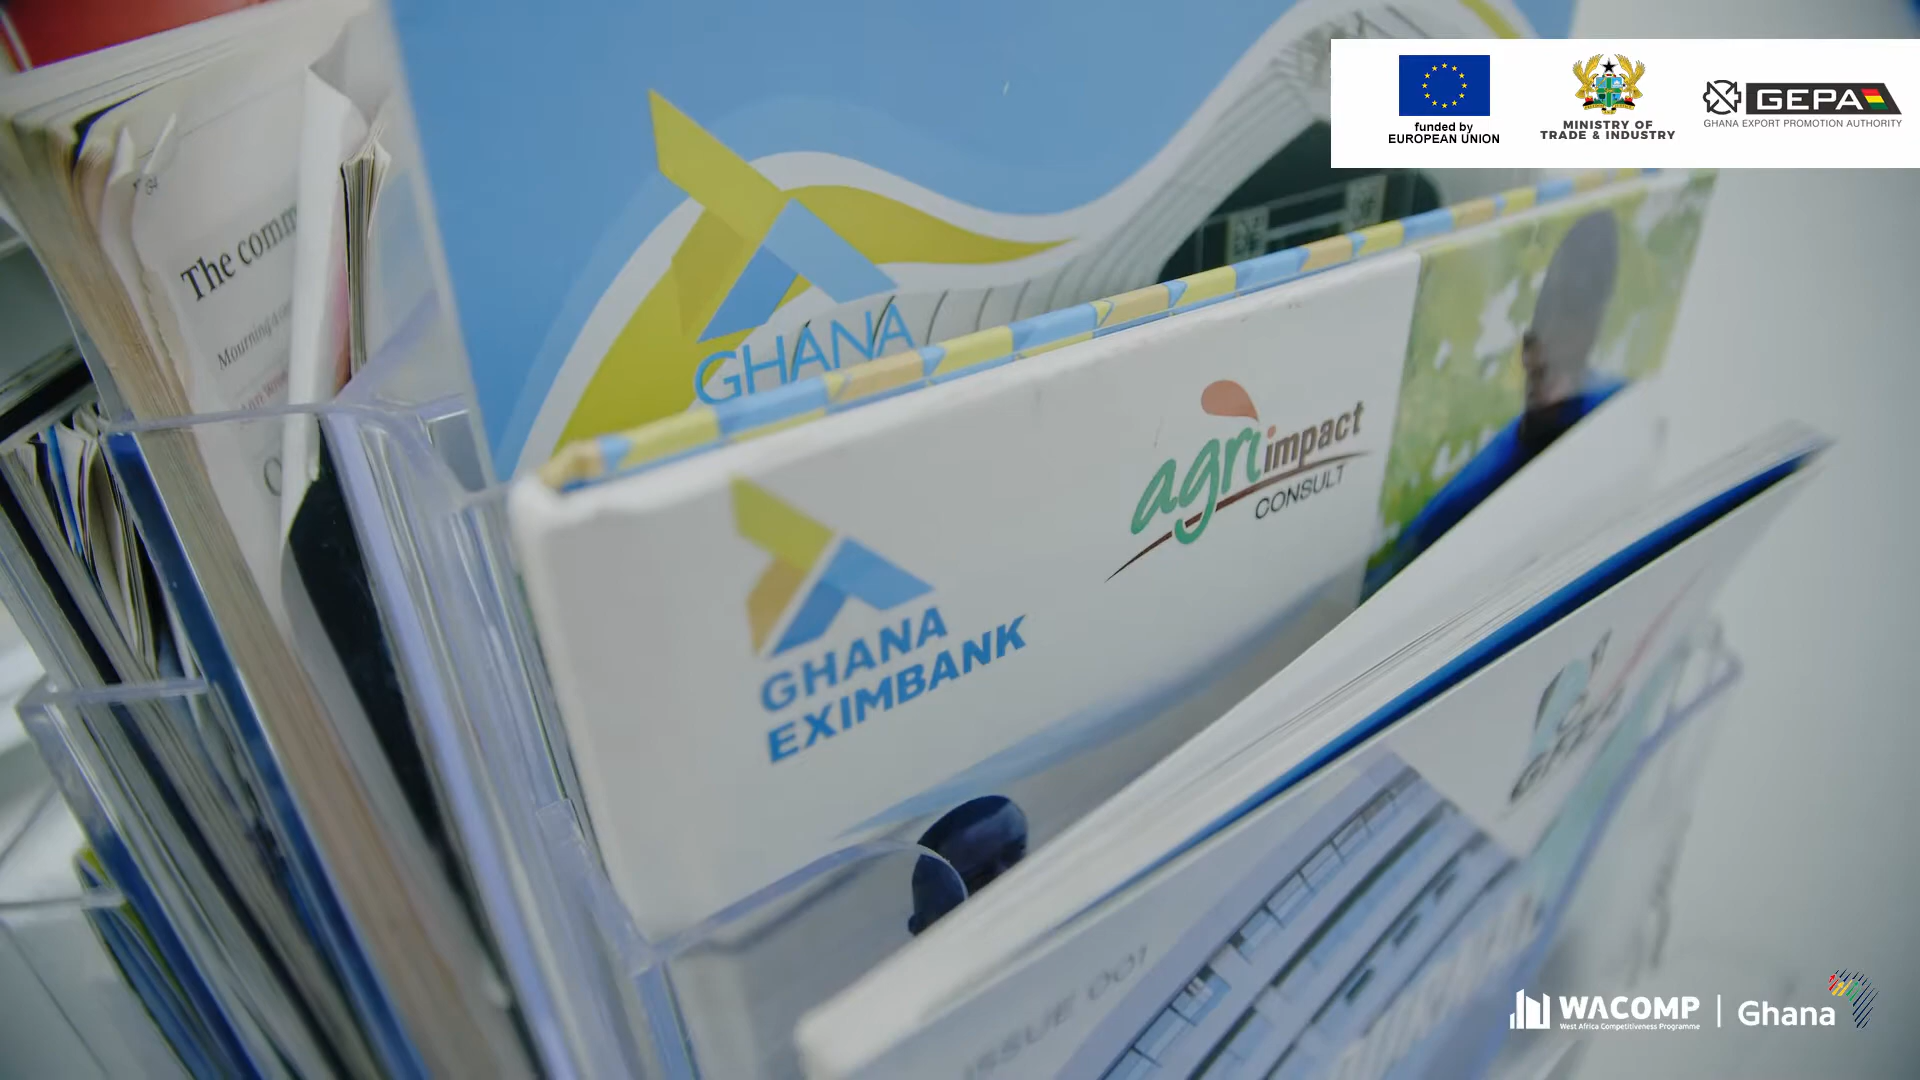 funded by
EUROPEAN UNION
MINISTRY OF
TRADE & INDUSTRY
GEPA
GHANA EXPORT PROMOTION AUTHORITY
The comm
Mourning
GHANA
agriimpact
CONSULT
GHANA
EXIMBANK
ISSUE 001
WACOMP
West Africa Competitiveness Programme
Ghana